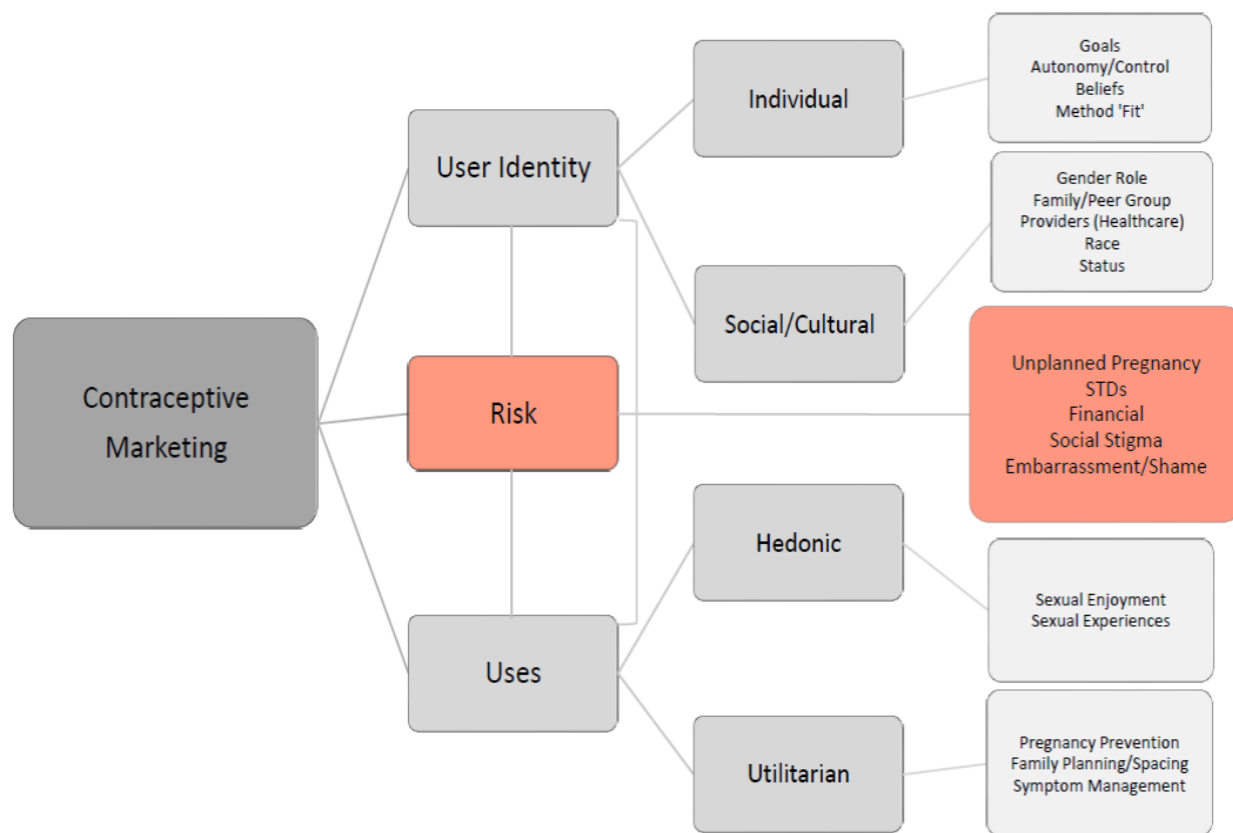 Contraceptive
Marketing
User Identity
Risk
Uses
Individual
Social/Cultural
Hedonic
Utilitarian
Goals
Autonomy/Control
Beliefs
Method 'Fit'
Gender Role
Family/Peer Group
Providers (Healthcare)
Race
Status
Unplanned Pregnancy
STDs
Financial
Social Stigma
Embarrassment/Shame
Sexual Enjoyment
Sexual Experiences
Pregnancy Prevention
Family Planning/Spacing
Symptom Management